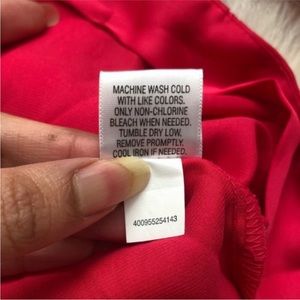 MACHINE WASH COLD
WITH LIKE COLORS.
ONLY NON-CHLORINE
BLEACH WHEN NEEDED.
TUMBLE DRY LOW.
REMOVE PROMPTLY.
COOL IRON IF NEEDED.
400955254143